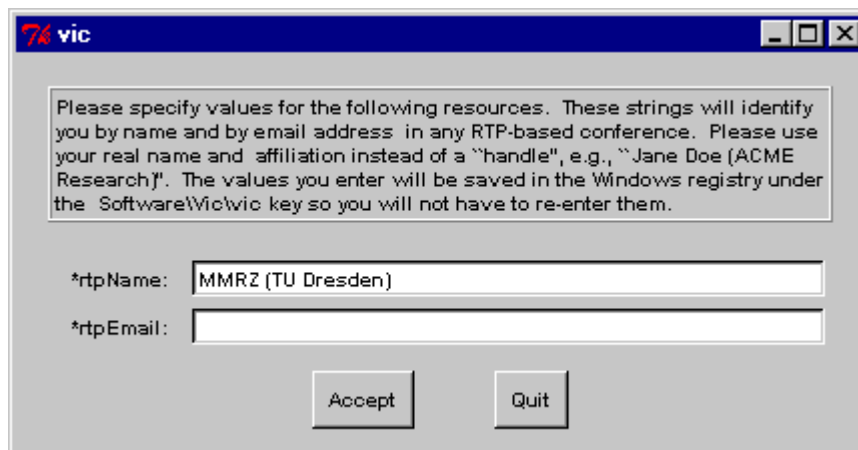 7k vic
Please specify values for the following resources.  These strings will identify
you by name and by email address  in any RTP-based conference.  Please use
your real name and  affiliation instead of a ``handle'', e.g., ``Jane Doe (ACME
Research)''.  The values you enter will be saved in the Windows registry under
the  Software\Vic\vic key so you will not have to re-enter them.
*rtpName: MMRZ (TU Dresden)
*rtpEmail:
Accept Quit